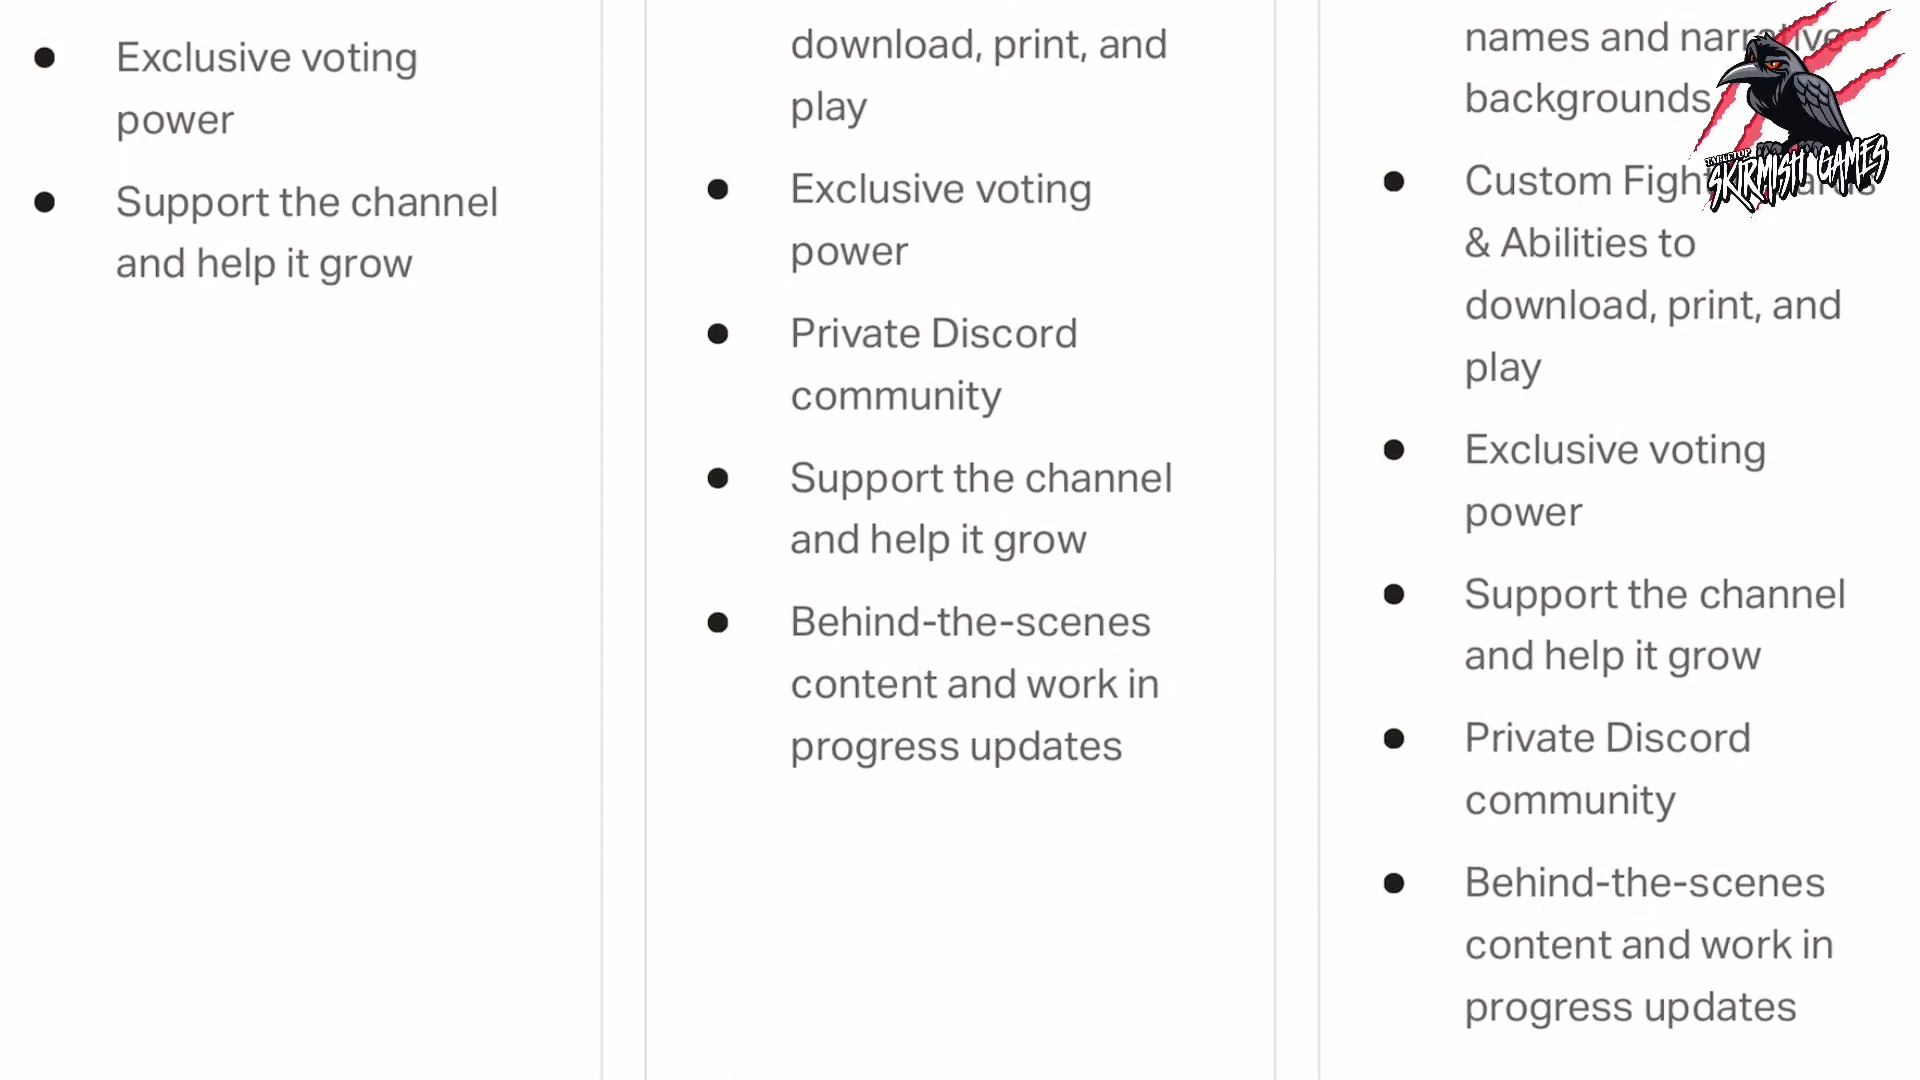 Exclusive voting
power
Support the channel
and help it grow
download, print, and
play
Exclusive voting
power
Private Discord
community
Support the channel
and help it grow
Behind-the-scenes
content and work in
progress updates
names and narrative
backgrounds
Custom
& Abilities to
download, print, and
play
Exclusive voting
power
Support the channel
and help it grow
Private Discord
community
Behind-the-scenes
content and work in
progress updates
TABLETOP
SKIRMISH GAMES